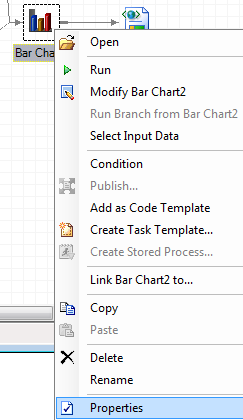 Bar Cha
Open
Run
Modify Bar Chart2
Run Branch from Bar Chart2
Select Input Data
Condition
Publish...
Add as Code Template
Create Task Template...
Create Stored Process...
Link Bar Chart2 to...
Copy
Paste
Delete
Rename
Properties